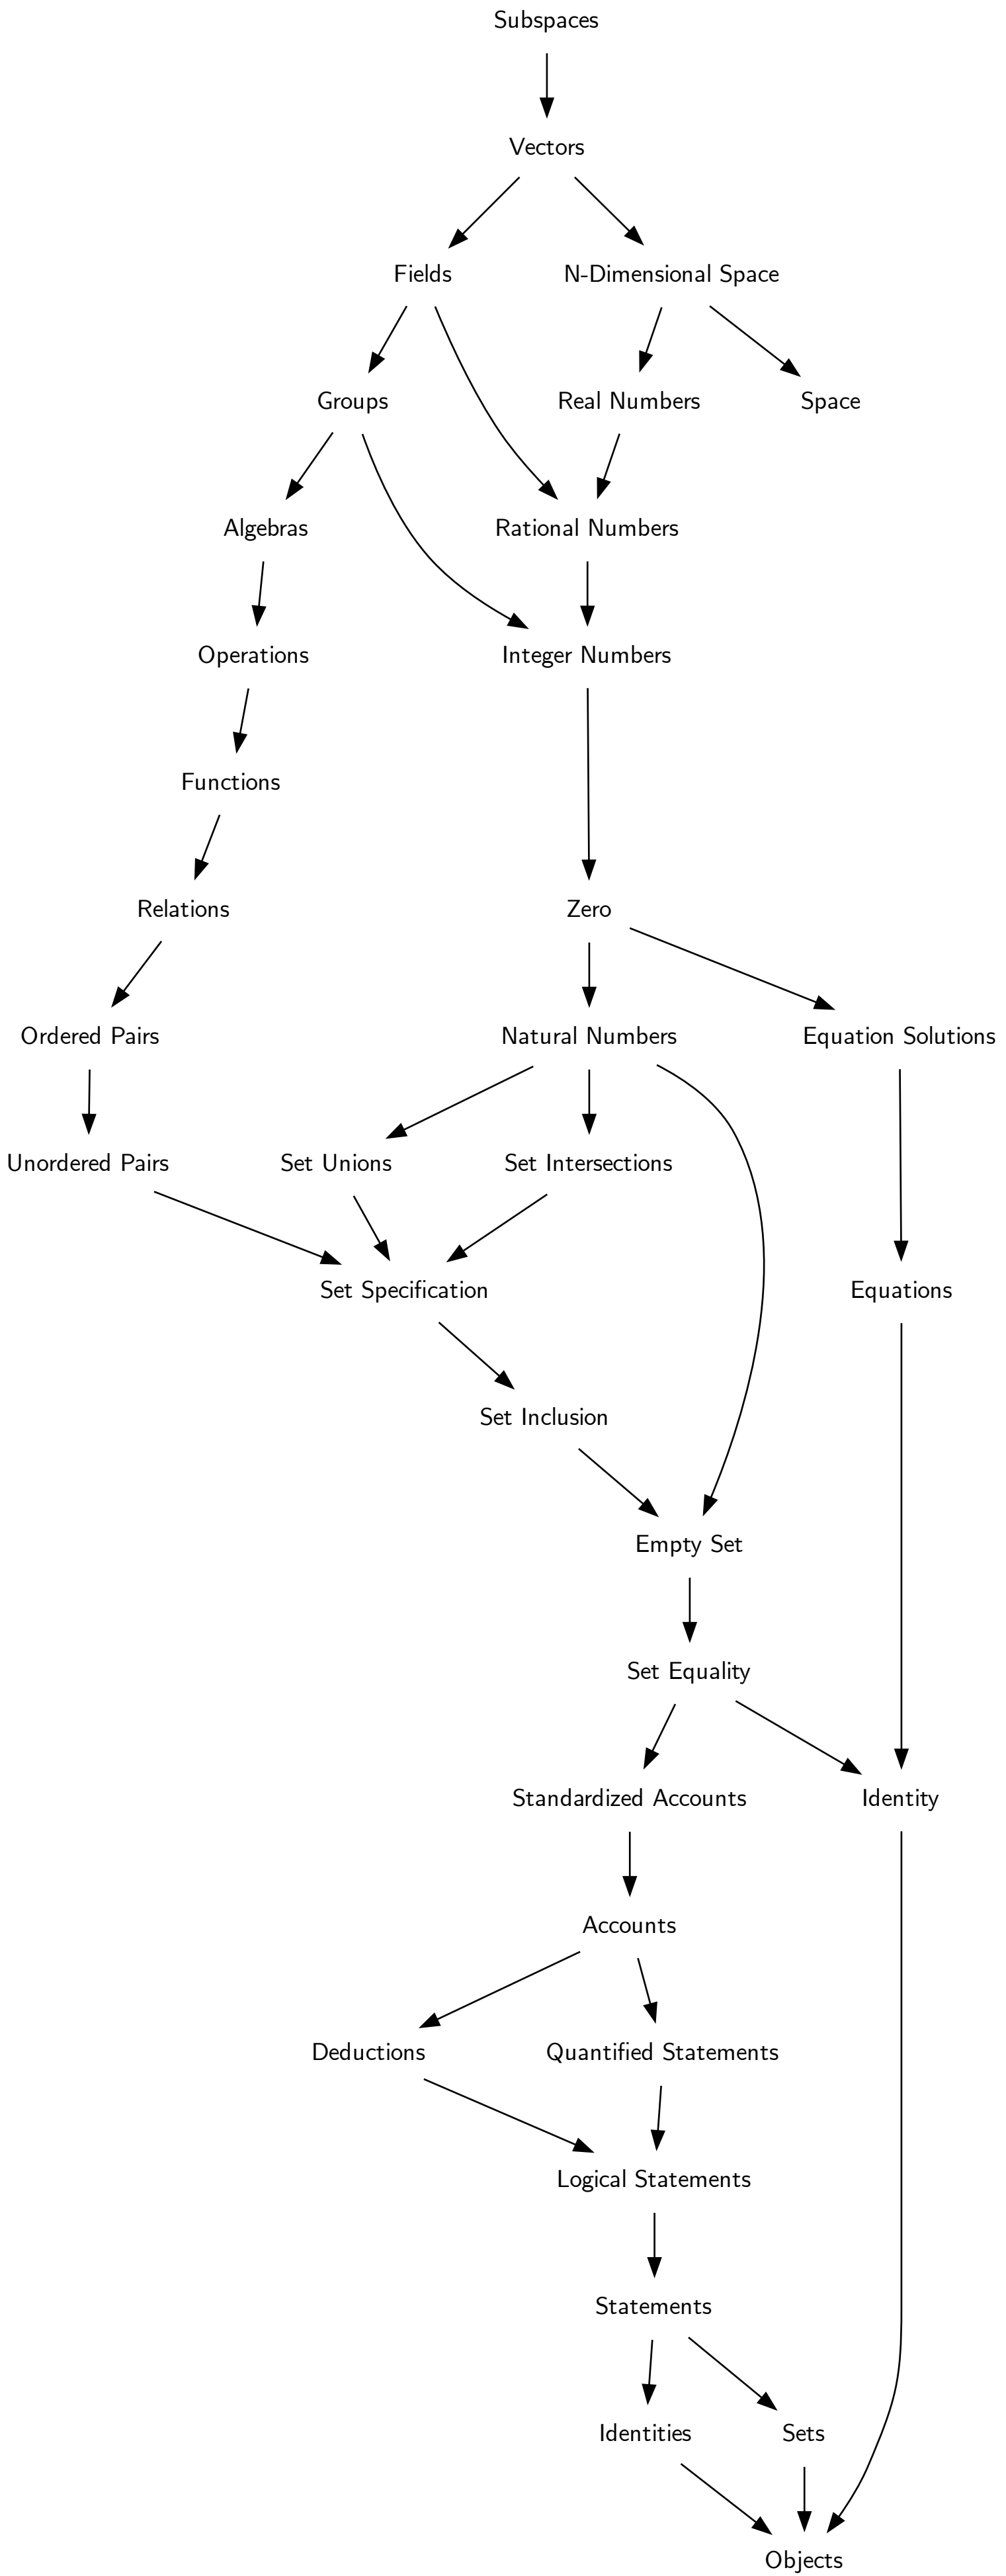 Subspaces
Vectors
Fields
N-Dimensional Space
Groups
Real Numbers
Space
Algebras
Rational Numbers
Operations
Integer Numbers
Functions
Relations
Zero
Ordered Pairs
Natural Numbers
Equation Solutions
Unordered Pairs
Set Unions
Set Intersections
Set Specification
Equations
Set Inclusion
Empty Set
Set Equality
Standardized Accounts
Identity
Accounts
Deductions
Quantified Statements
Logical Statements
Statements
Identities
Sets
Objects